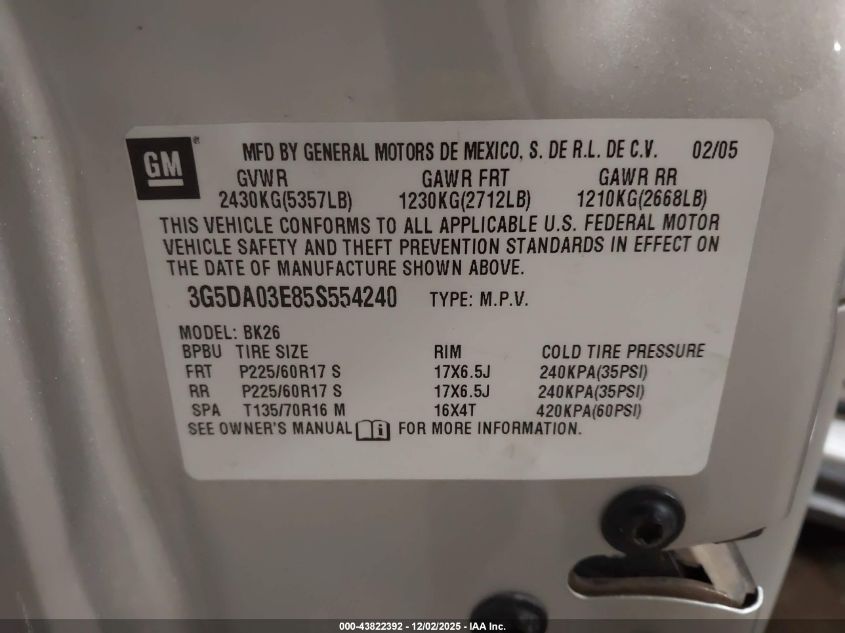 GM ® MFD BY GENERAL MOTORS DE MEXICO, S. DE R.L. DE C.V. 02/05
GVWR GAWR FRT GAWR RR
2430KG(5357LB) 1230KG(2712LB) 1210KG(2668LB)
THIS VEHICLE CONFORMS TO ALL APPLICABLE U.S. FEDERAL MOTOR
VEHICLE SAFETY AND THEFT PREVENTION STANDARDS IN EFFECT ON
THE DATE OF MANUFACTURE SHOWN ABOVE.
3G5DA03E85S554240 TYPE: M.P.V.
MODEL: BK26
BPBU TIRE SIZE RIM COLD TIRE PRESSURE
FRT P225/60R17 S 17X6.5J 240KPA(35PSI)
RR P225/60R17 S 17X6.5J 240KPA(35PSI)
SPA T135/70R16 M 16X4T 420KPA(60PSI)
SEE OWNER'S MANUAL i FOR MORE INFORMATION.
000-43822392 - 12/02/2025 - IAA Inc.